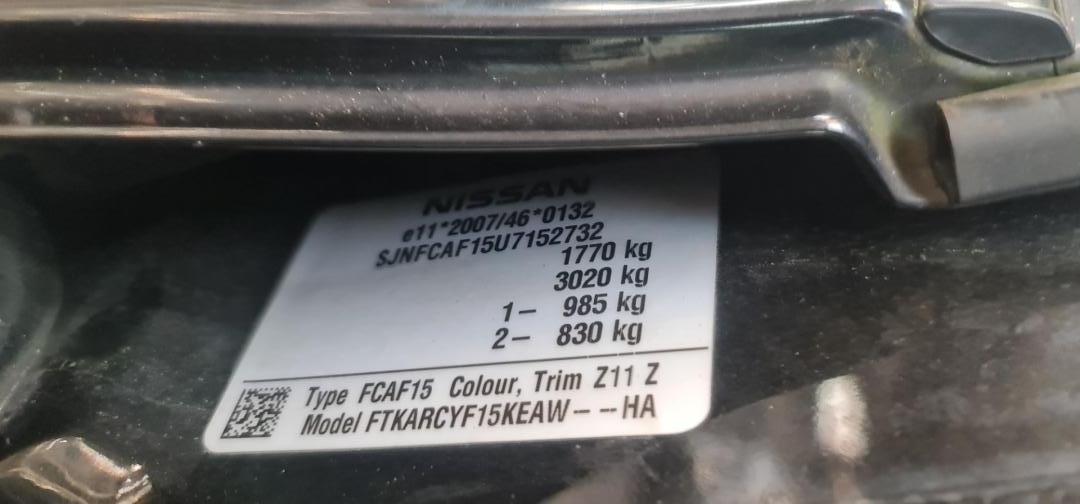 NISSAN
e11*2007/46*0132
SJNFCAF15U7152732
1770 kg
3020 kg
1- 985 kg
2- 830 kg
Type FCAF15 Colour, Trim Z11 Z
Model FTKARCYF15KEAW-- --HA